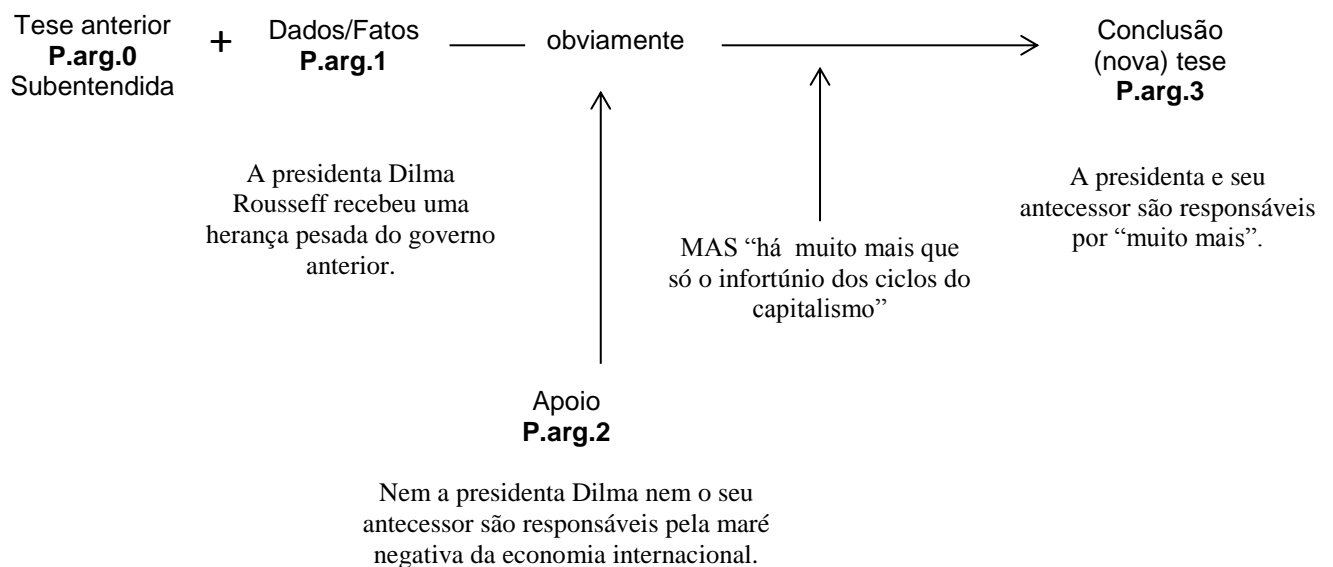 Tese anterior
P.arg.0
Subentendida
+
Dados/Fatos
P.arg.1
obviamente
Conclusão
(nova) tese
P.arg.3
A presidenta Dilma
Rousseff recebeu uma
herança pesada do governo
anterior.
MAS “há muito mais que
só o infortúnio dos ciclos do
capitalismo”
A presidenta e seu
antecessor são responsáveis
por “muito mais”.
Apoio
P.arg.2
Nem a presidenta Dilma nem o seu
antecessor são responsáveis pela maré
negativa da economia internacional.